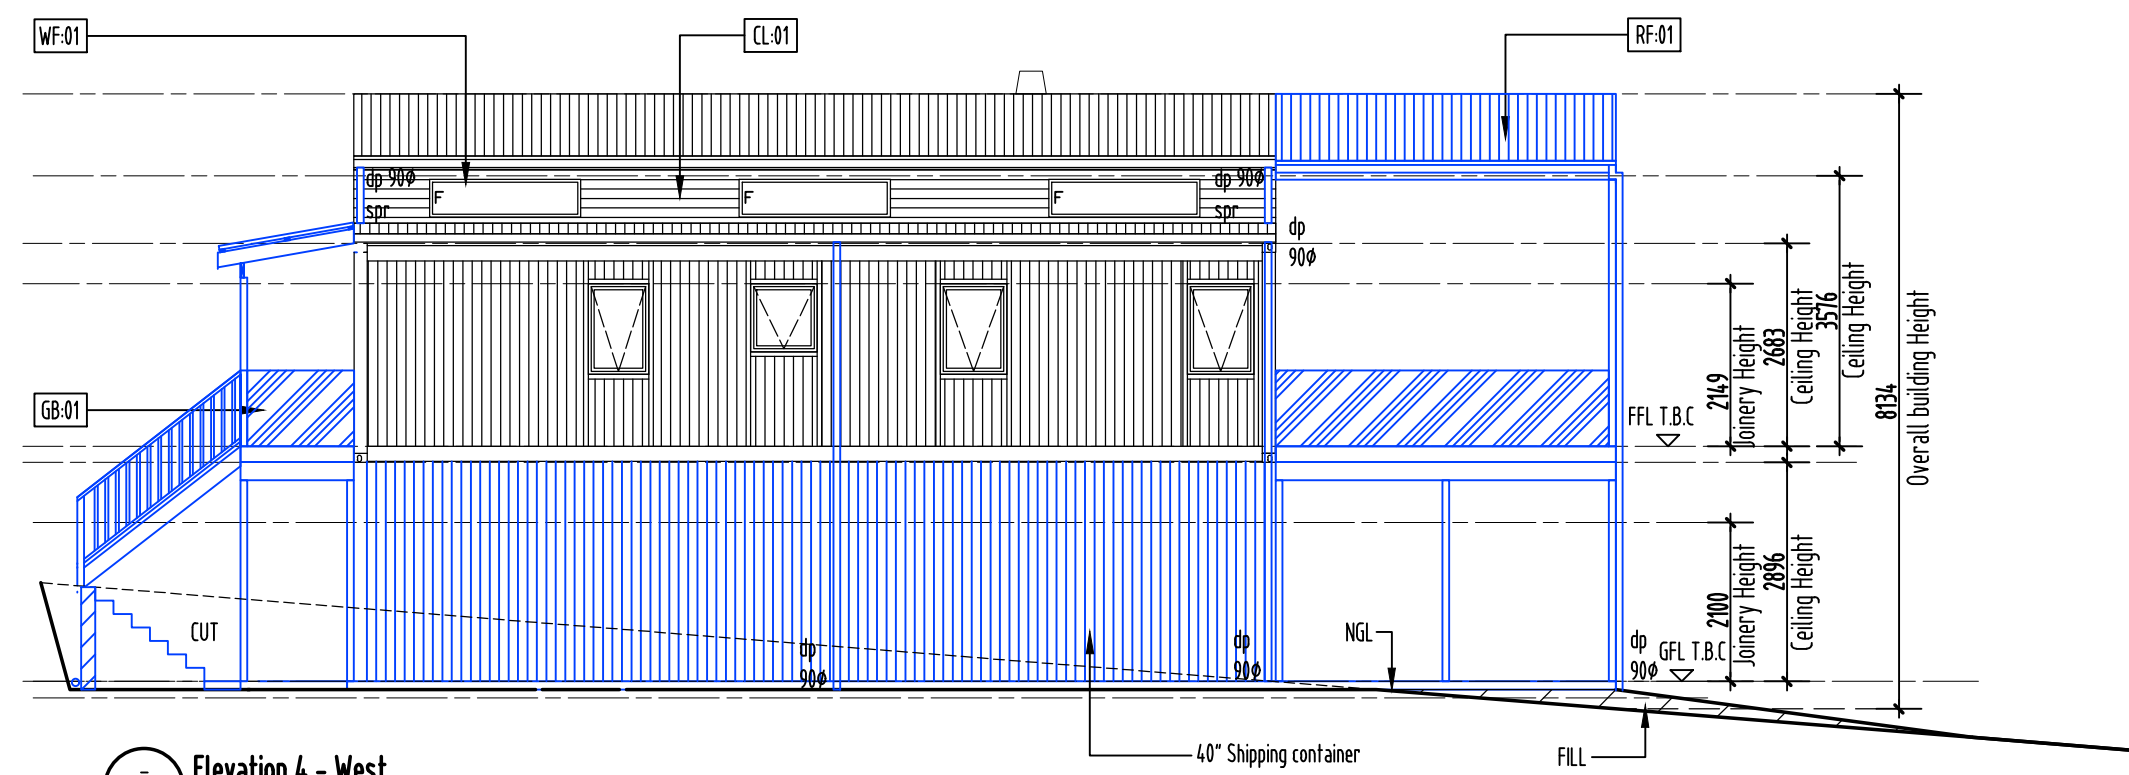 WF:01
CL:01
RF:01
dp 90ø
spr
F
F
F
dp 90ø
spr
dp
90ø
GB:01
FFL T.B.C
2149
Joinery Height
2683
Ceiling Height
3576
Ceiling Height
8134
Overall building Height
CUT
dp
90ø
dp
90ø
NGL
dp
90ø
GFL T.B.C
2100
Joinery Height
2896
Ceiling Height
40" Shipping container
FILL
Elevation 4 - West